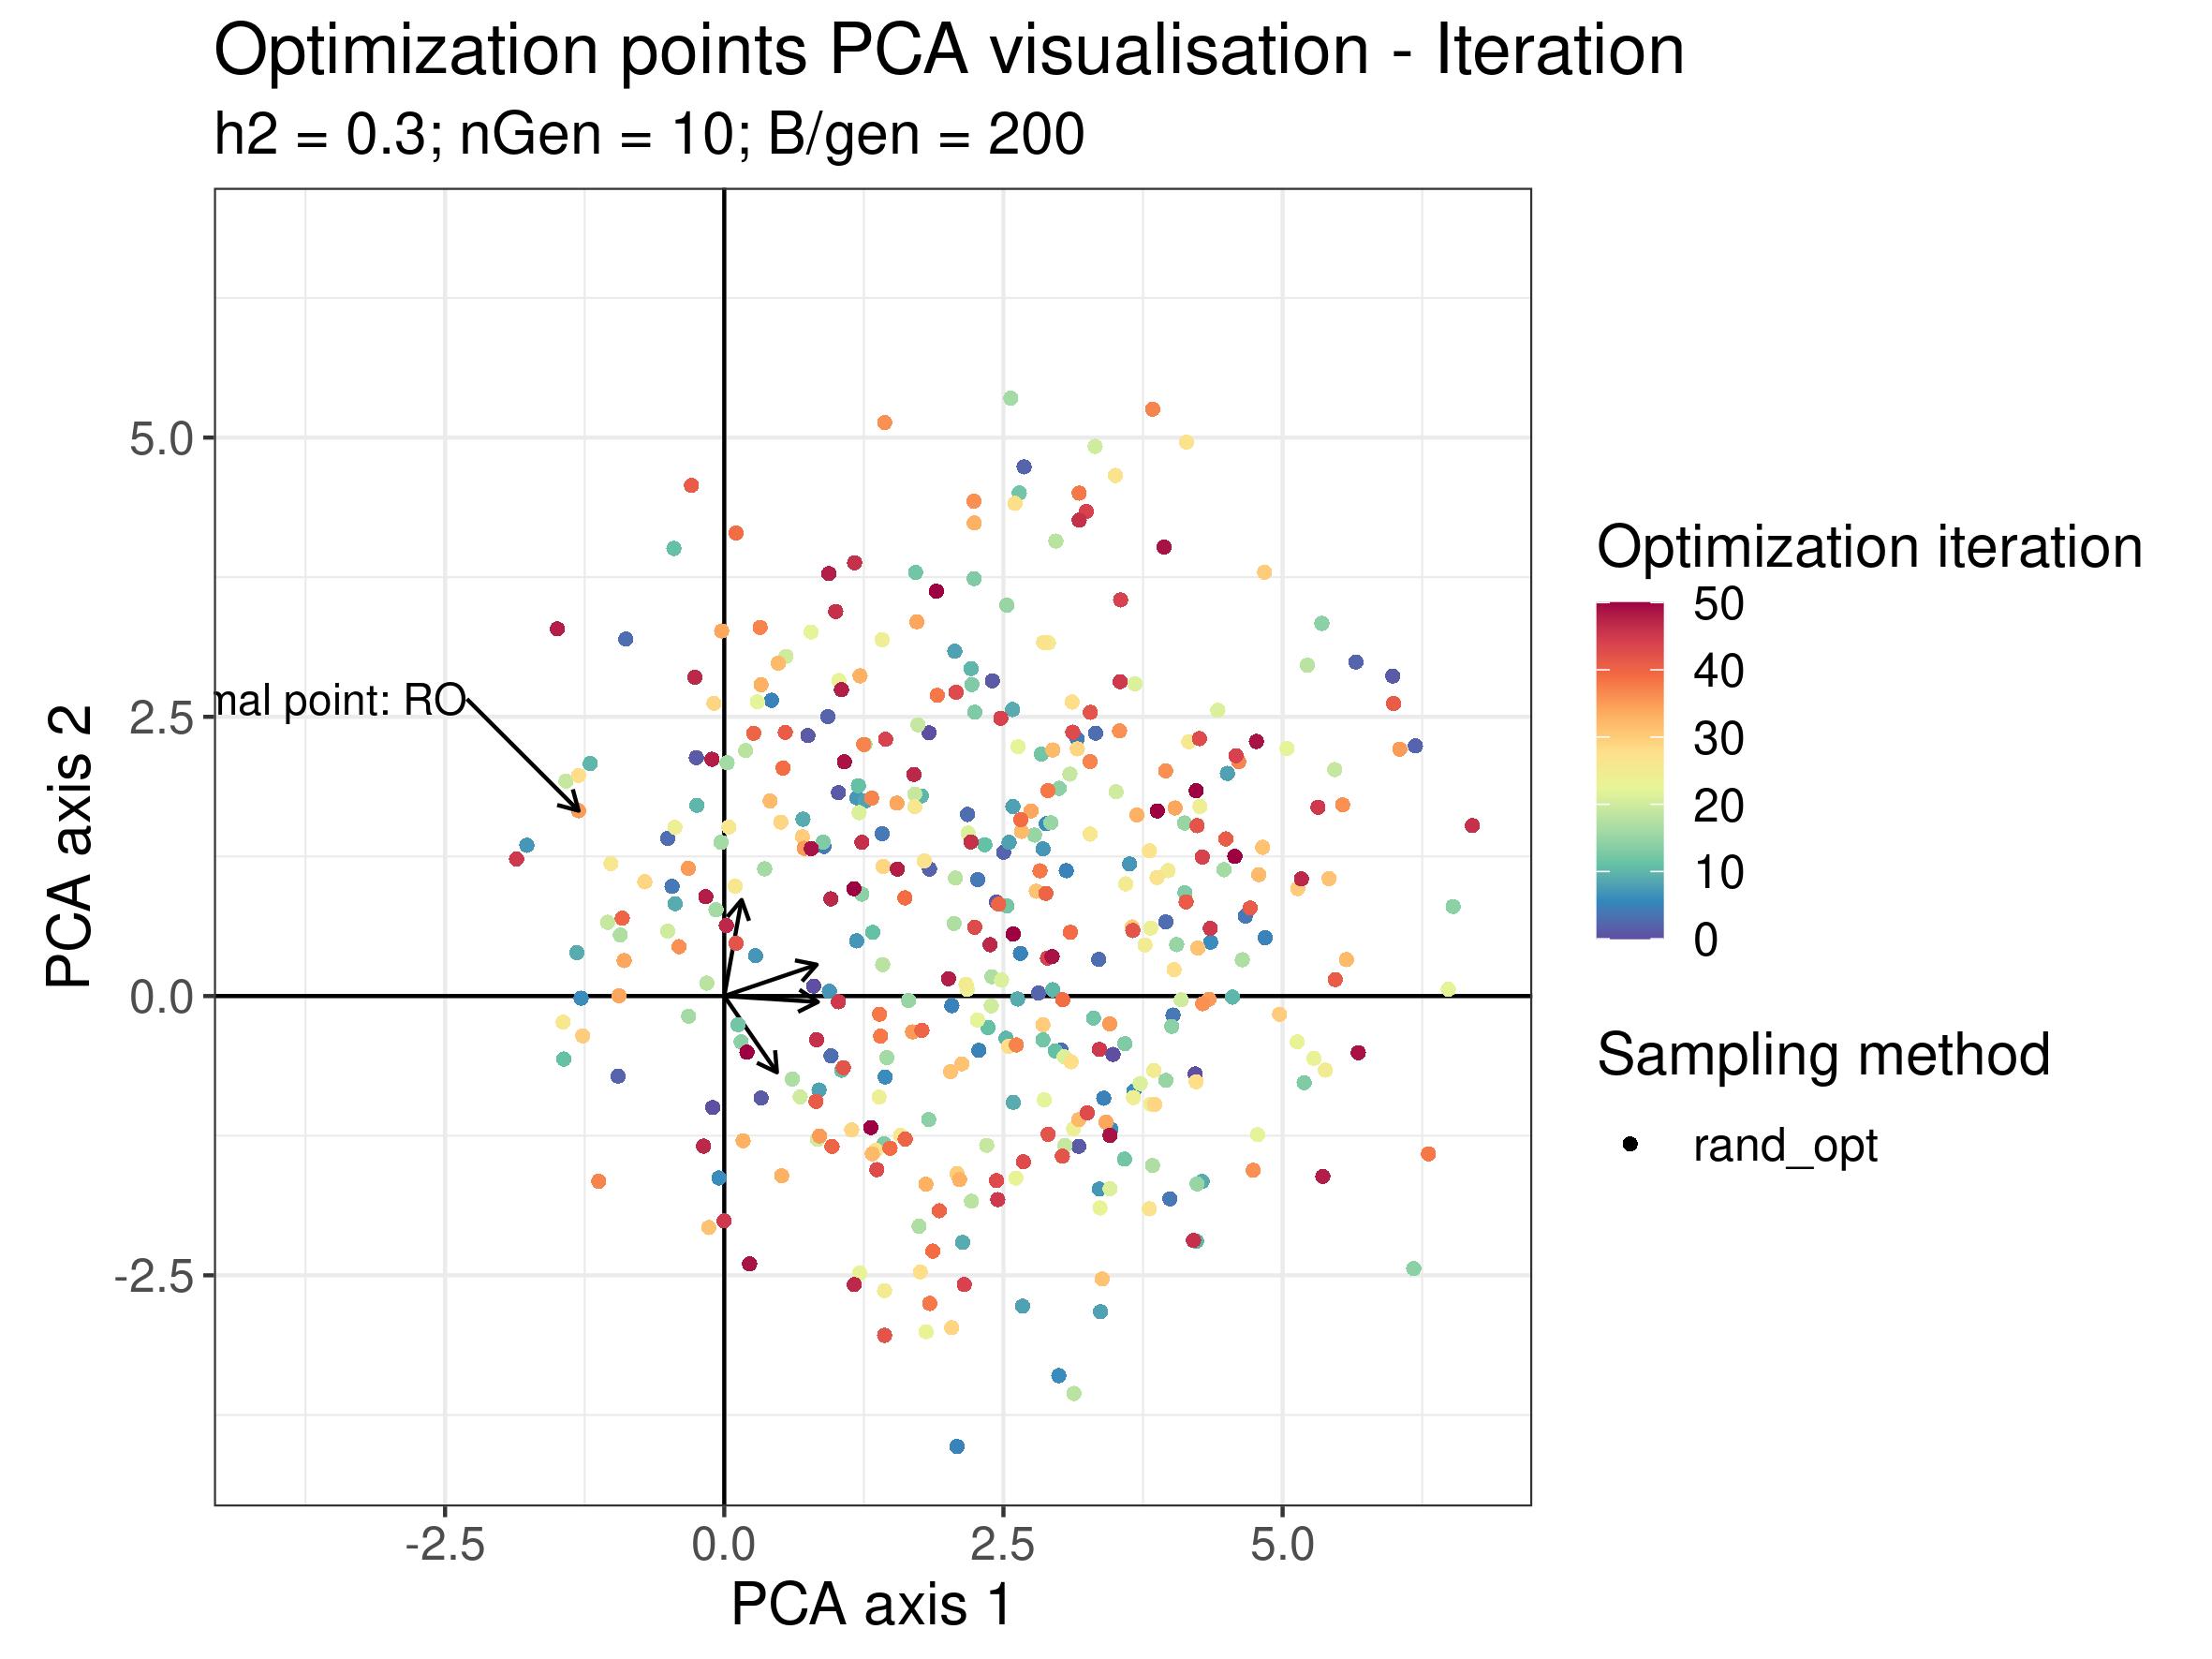 Optimization points PCA visualisation - Iteration
h2 = 0.3; nGen = 10; B/gen = 200
PCA axis 2
5.0
2.5
0.0
-2.5
mal point: RO
-2.5
0.0
2.5
5.0
PCA axis 1
Optimization iteration
50
40
30
20
10
0
Sampling method
rand_opt